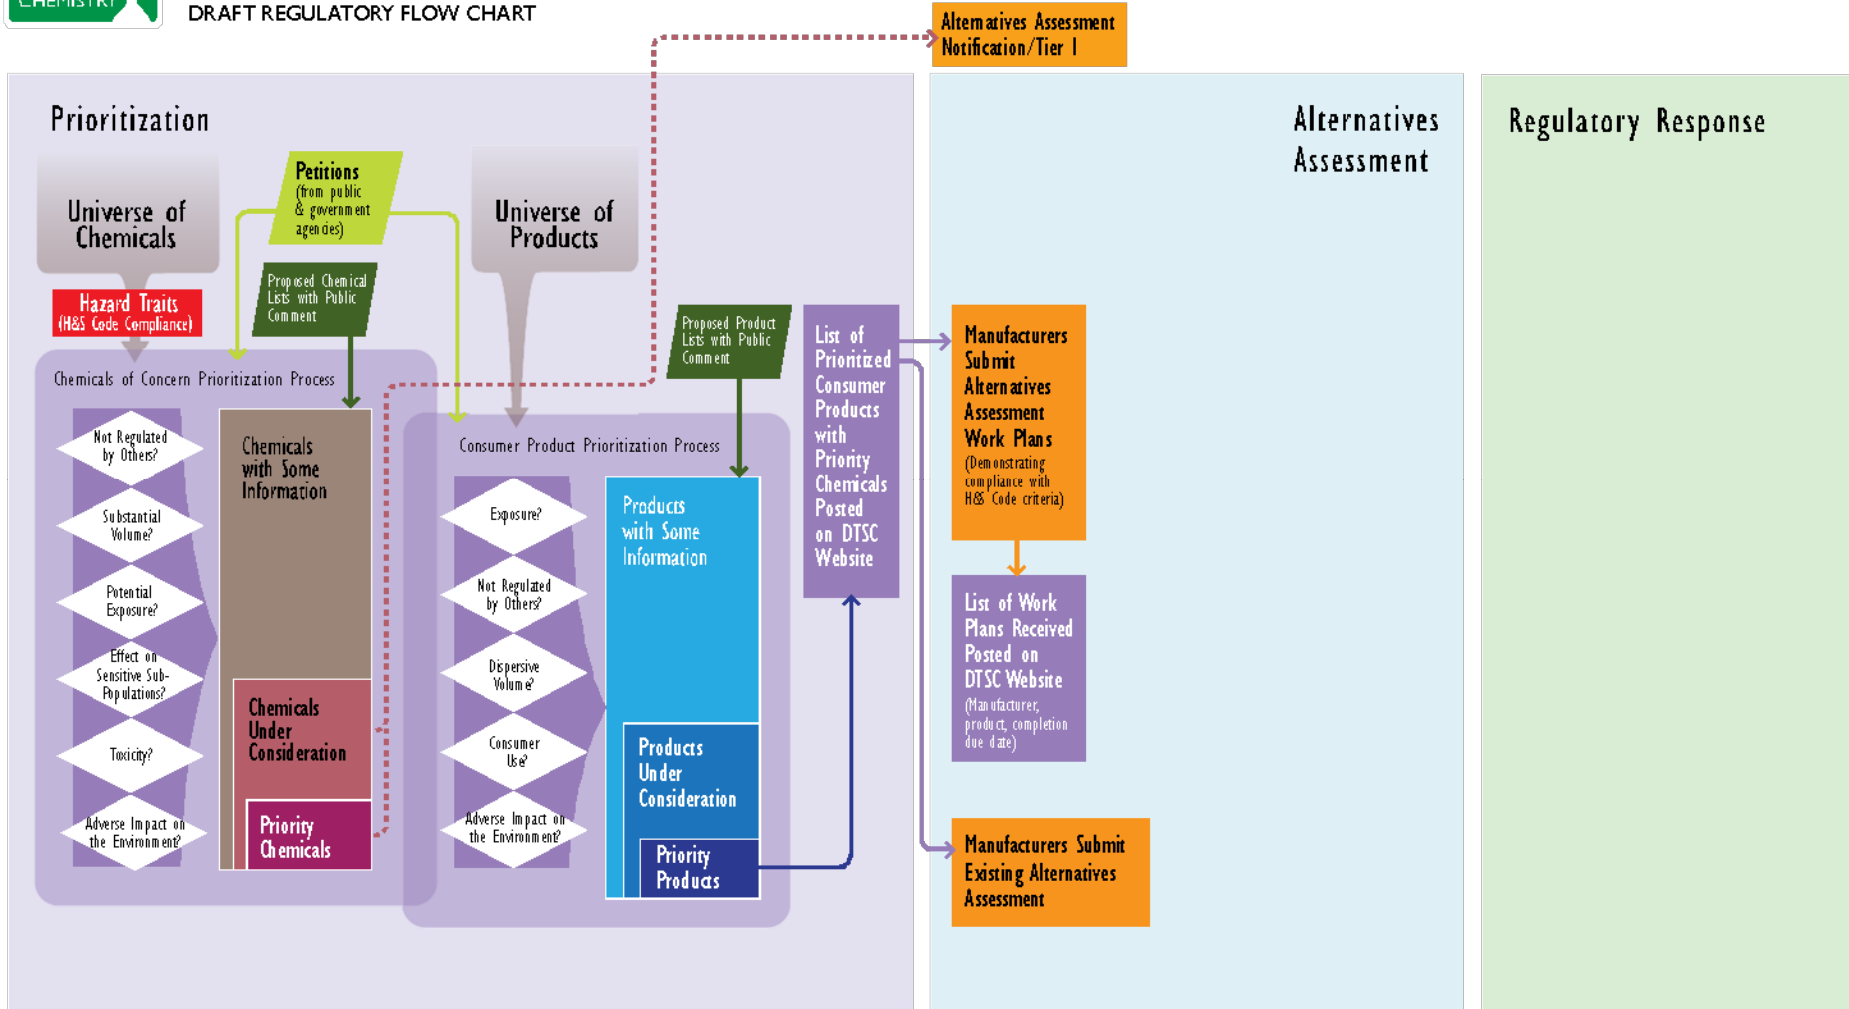 CHEMISTRY
DRAFT REGULATORY FLOW CHART
Alternatives Assessment
Notification/Tier I
Prioritization
Alternatives
Assessment
Regulatory Response
Universe of
Chemicals
Petitions
(from public
& government
agencies)
Universe of
Products
Hazard Traits
(H&S Code Compliance)
Proposed Chemical
Lists with Public
Comment
Proposed Product
Lists with Public
Comment
Chemicals of Concern Prioritization Process
Not Regulated
by Others?
Substantial
Volume?
Potential
Exposure?
Effect on
Sensitive Sub-
Populations?
Toxicity?
Adverse Impact on
the Environment?
Chemicals
with Some
Information
Chemicals
Under
Consideration
Priority
Chemicals
Consumer Product Prioritization Process
Exposure?
Not Regulated
by Others?
Dispersive
Volume?
Consumer
Use?
Adverse Impact on
the Environment?
Products
with Some
Information
Products
Under
Consideration
Priority
Products
List of
Prioritized
Consumer
Products
with
Priority
Chemicals
Posted
on DTSC
Website
Manufacturers
Submit
Alternatives
Assessment
Work Plans
(Demonstrating
compliance with
H&S Code criteria)
List of Work
Plans Received
Posted on
DTSC Website
(Manufacturer,
product, completion
due date)
Manufacturers Submit
Existing Alternatives
Assessment